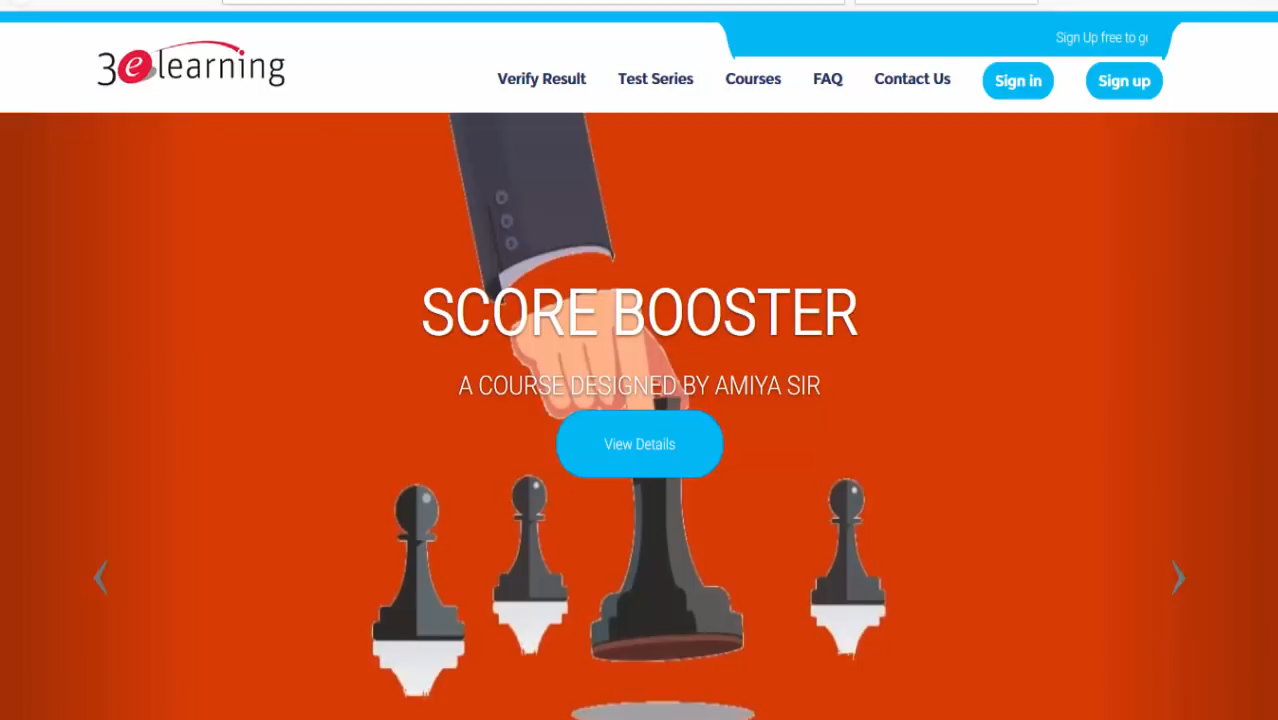 Sign Up free to g
3elearning
Verify Result
Test Series
Courses
FAQ
Contact Us
Sign in
Sign up
SCORE BOOSTER
A COURSE DESIGNED BY AMIYA SIR
View Details